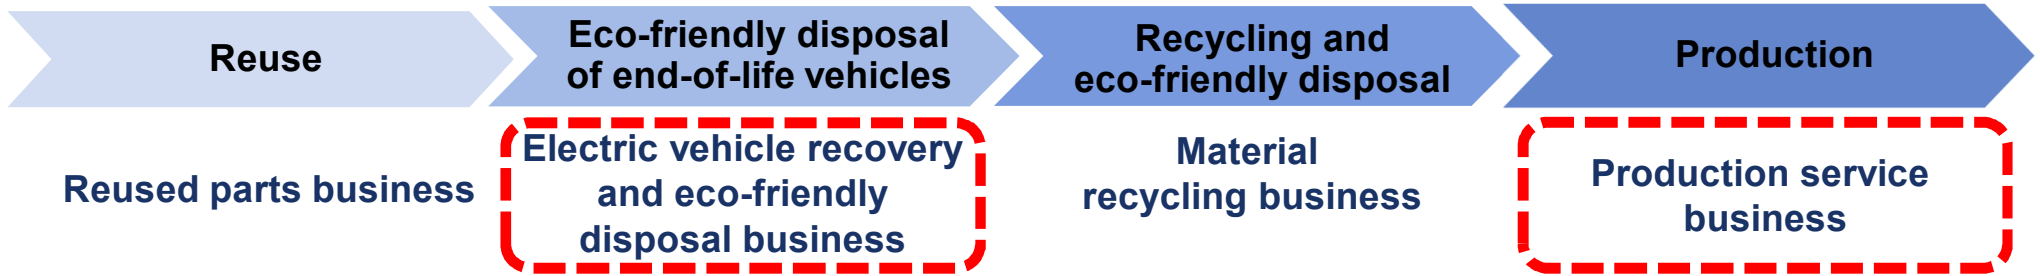 Reuse
Eco-friendly disposal
of end-of-life vehicles
Recycling and
eco-friendly disposal
Production
Reused parts business
Electric vehicle recovery
and eco-friendly
disposal business
Material
recycling business
Production service
business